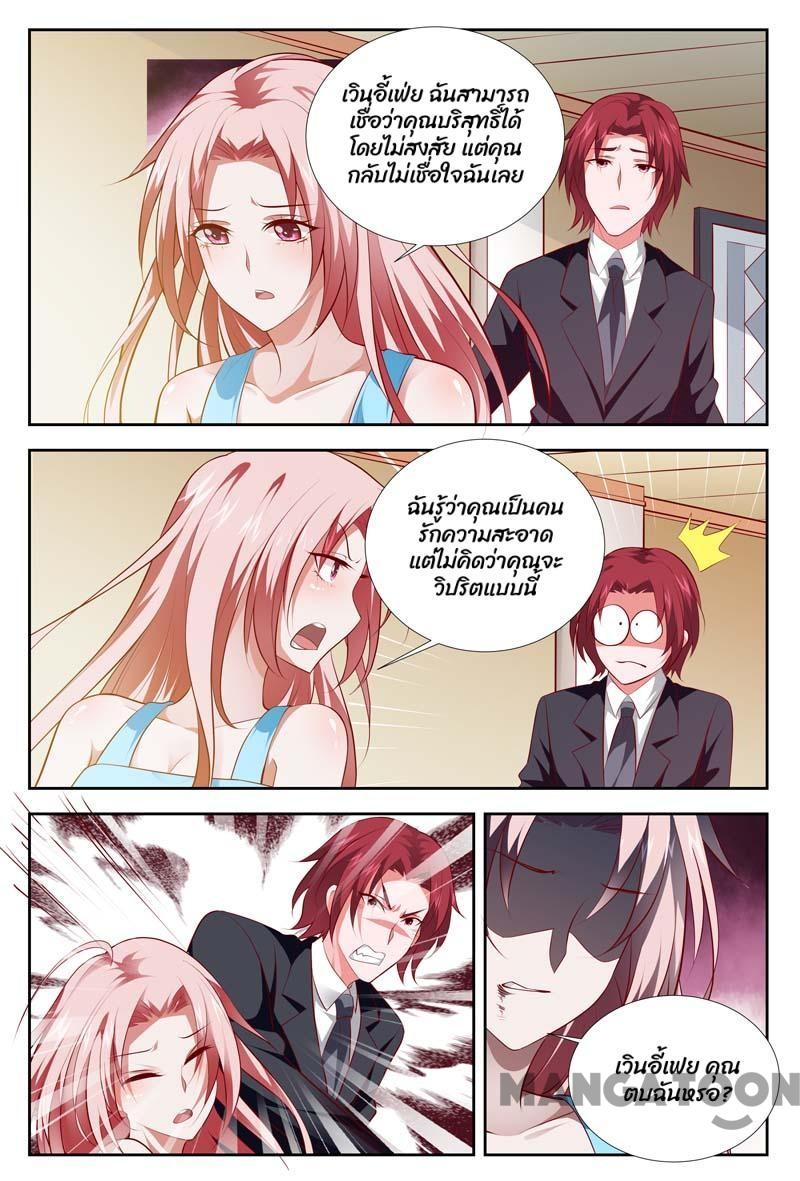 เวินอี้เฟย ฉันสามารถ
เชื่อว่าคุณบริสุทธิ์ได้
โดยไม่สงสัย แต่คุณ
กลับไม่เชื่อใจฉันเลย
ฉันรู้ว่าคุณเป็นคน
รักความสะอาด
แต่ไม่คิดว่าคุณจะ
วิปริตแบบนี้
เวินอี้เฟย คุณ
ตบฉันหรอ?
MANGATOON